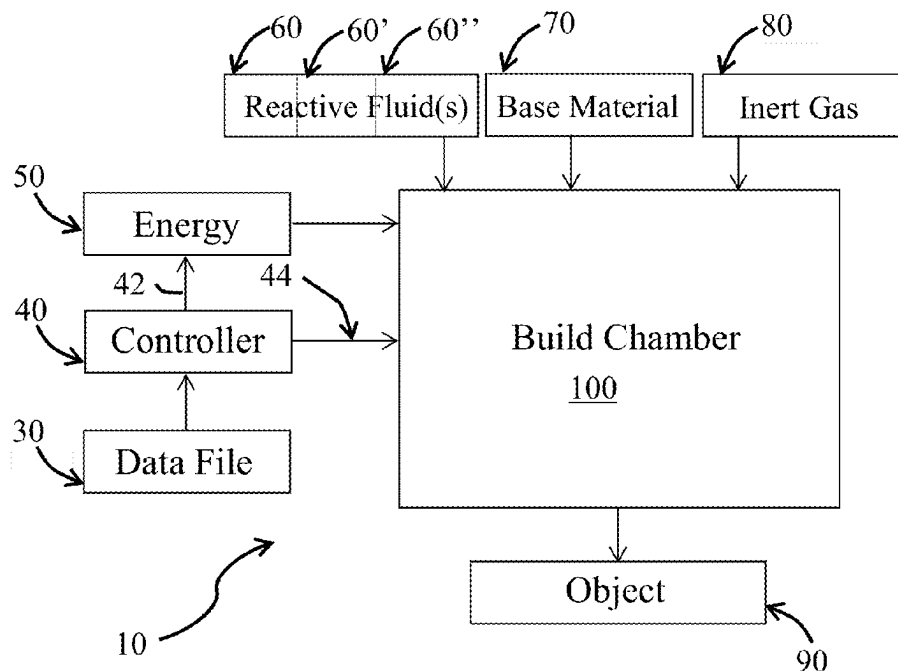 60 60’ 60’’ 70 80
Reactive Fluid(s) Base Material Inert Gas
50
Energy
42 44
40
Controller
Build Chamber
100
30
Data File
Object
10
90